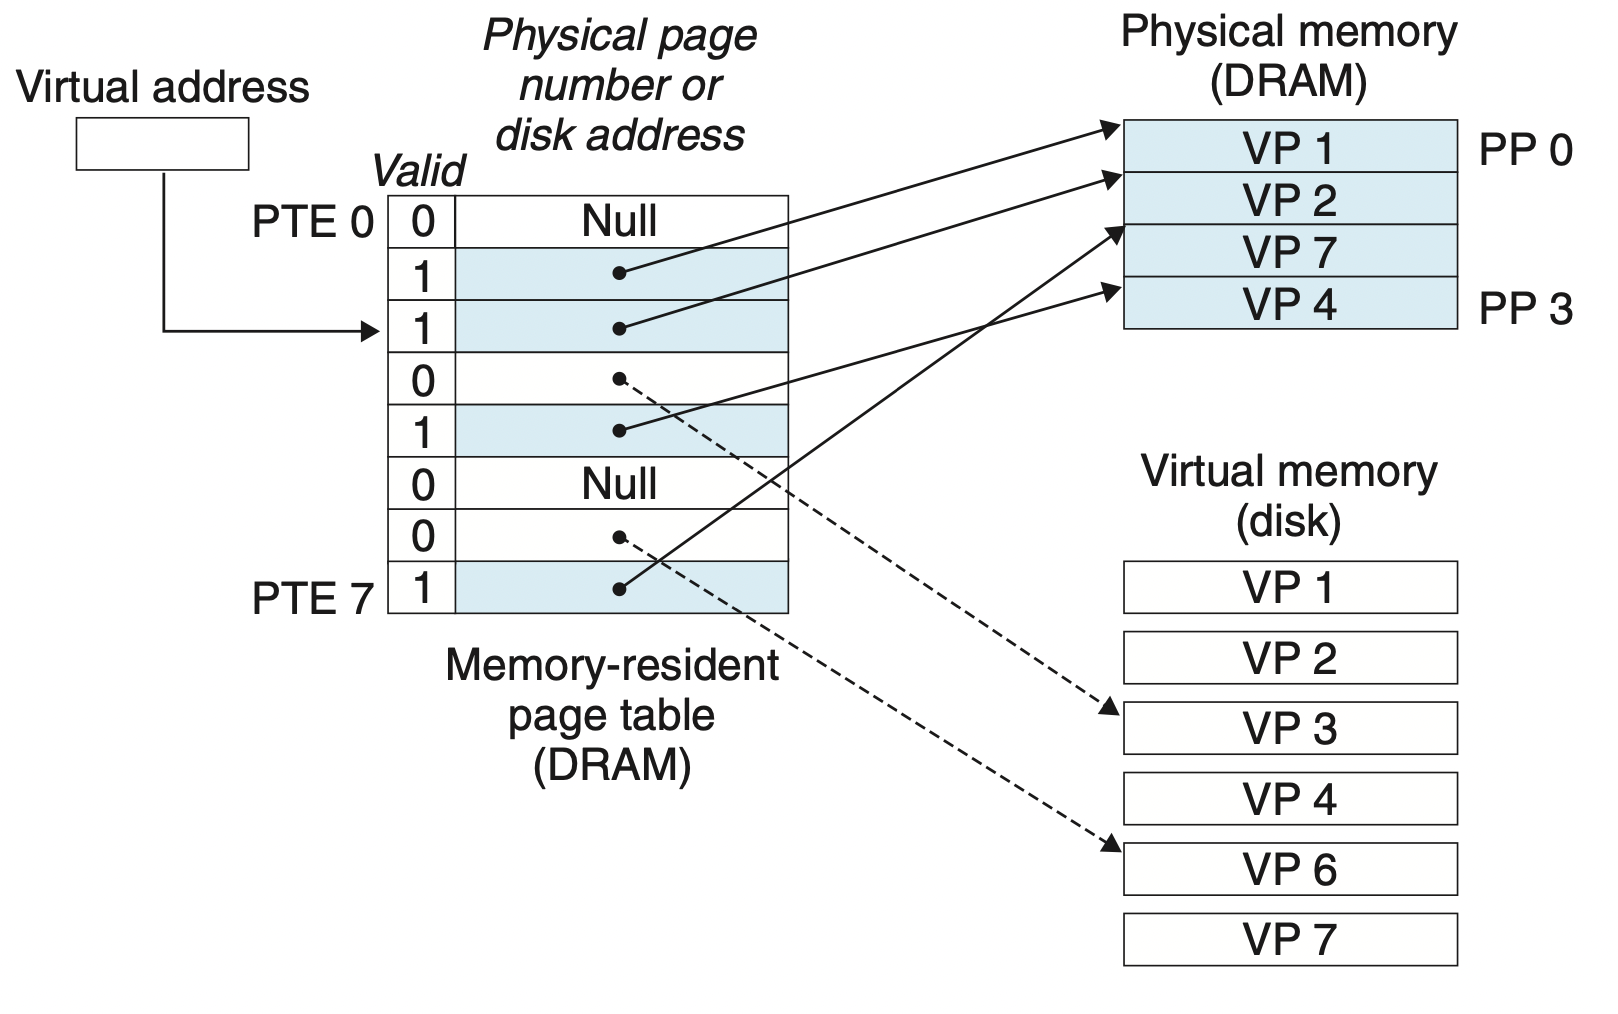 Virtual address
Physical page
number or
disk address
Valid
PTE 0
0 Null
1
1
0
1
0 Null
0
PTE 7 1
Memory-resident
page table
(DRAM)
Physical memory
(DRAM)
VP 1 PP 0
VP 2
VP 7
VP 4 PP 3
Virtual memory
(disk)
VP 1
VP 2
VP 3
VP 4
VP 6
VP 7